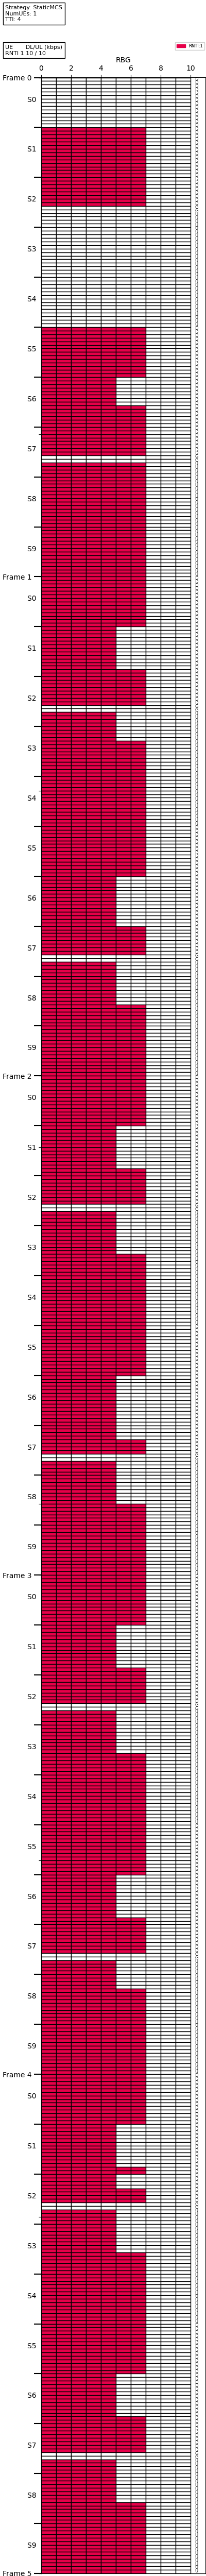 Strategy: StaticMCS
NumUEs: 1
TTI: 4
UE DL/UL (kbps)
RNTI 1 10 / 10
RNTI 1
RBG
0 2 4 6 8 10
Frame 0
S0
S1
S2
S3
S4
S5
S6
S7
S8
S9
Frame 1
S0
S1
S2
S3
S4
S5
S6
S7
S8
S9
Frame 2
S0
S1
S2
S3
S4
S5
S6
S7
S8
S9
Frame 3
S0
S1
S2
S3
S4
S5
S6
S7
S8
S9
Frame 4
S0
S1
S2
S3
S4
S5
S6
S7
S8
S9
Frame 5